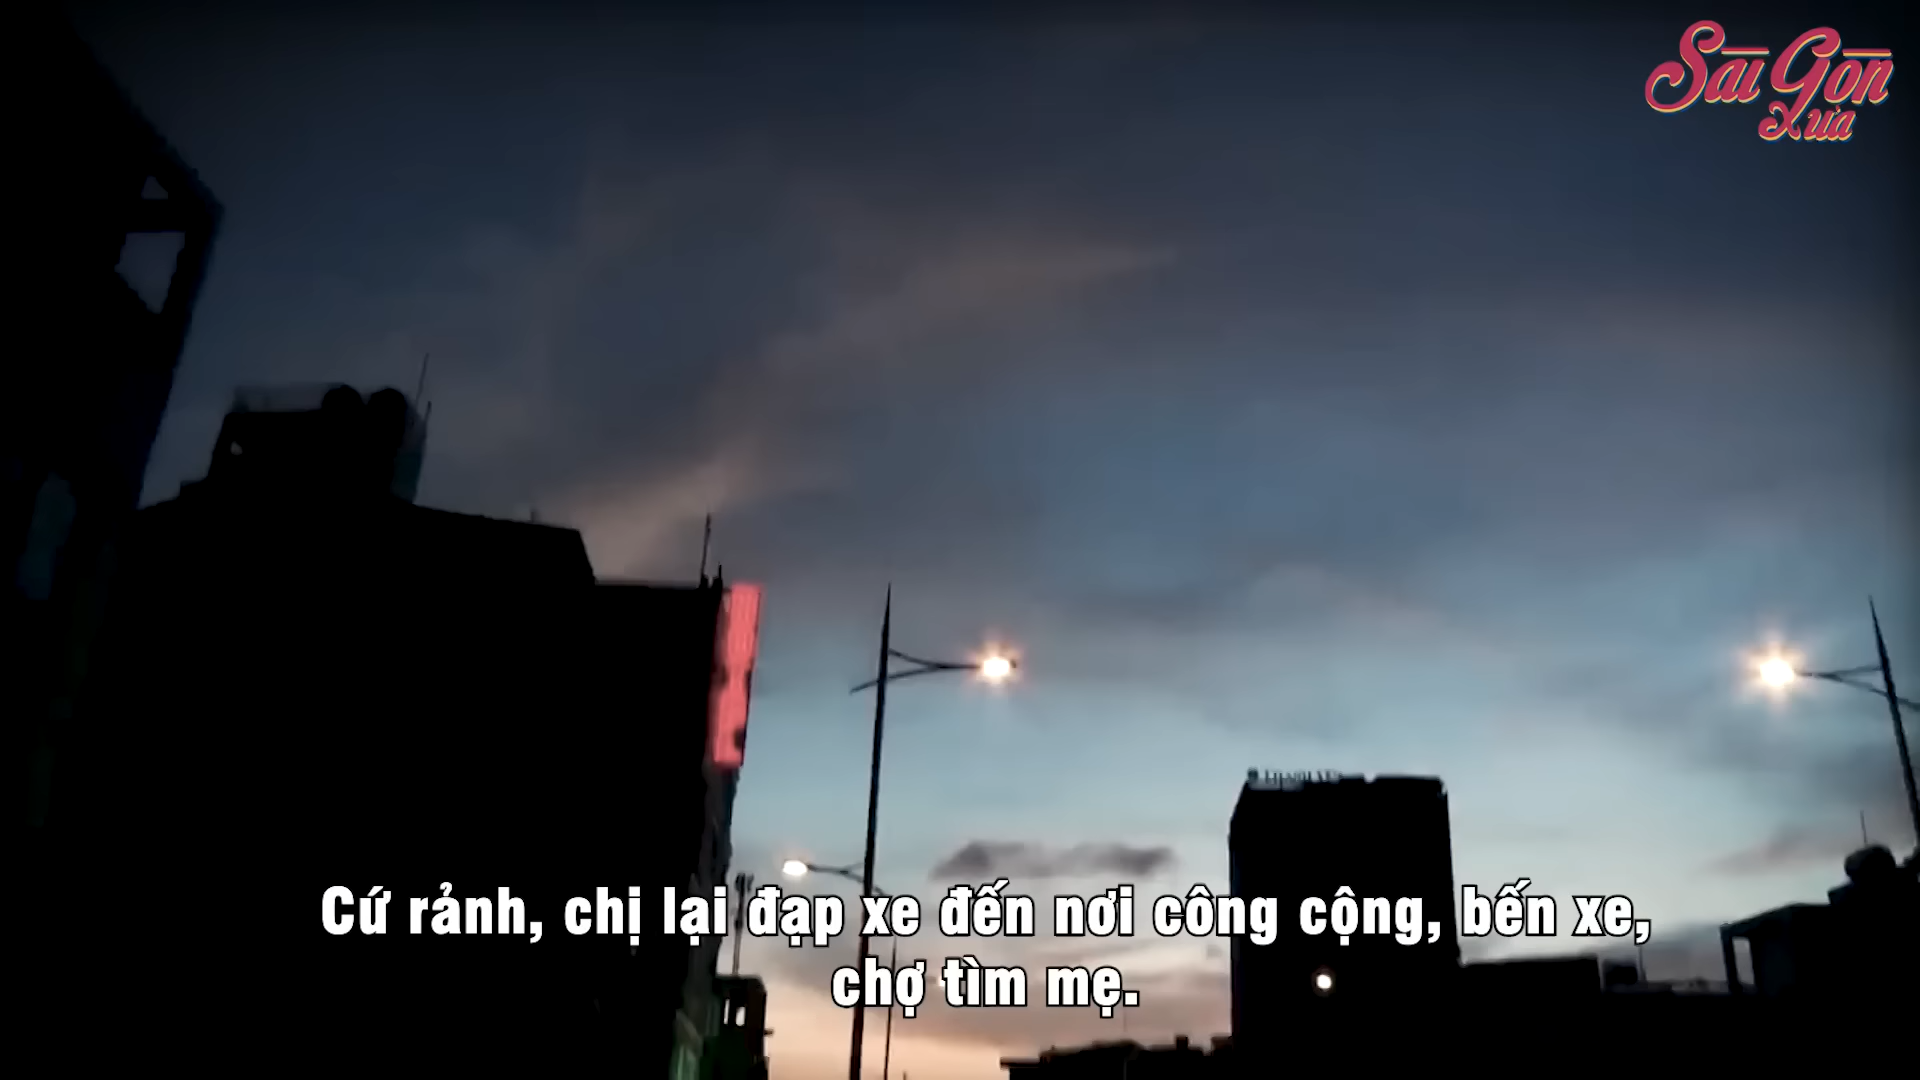 Sài Gòn
Xưa
Cứ rảnh, chị lại đạp xe đến nơi công cộng, bến xe,
chợ tìm mẹ.